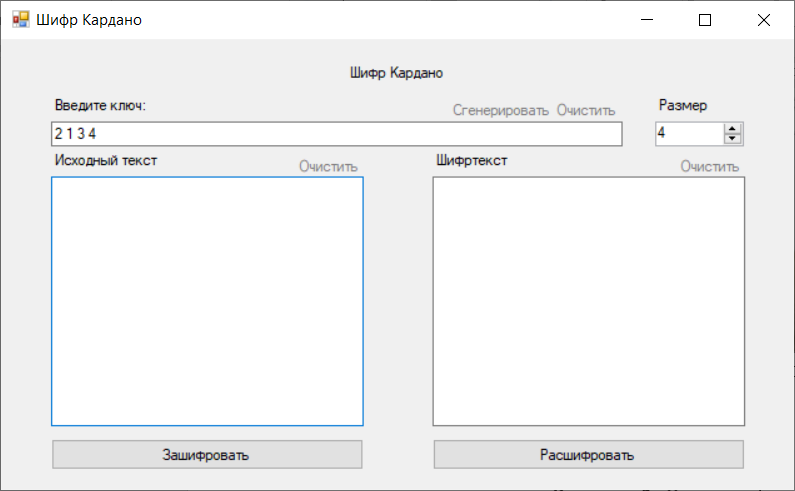 Шифр Кардано
Шифр Кардано
Введите ключ:
Сгенерировать Очистить
Размер
2 1 3 4
4
Исходный текст
Очистить
Шифртекст
Очистить
Зашифровать
Расшифровать